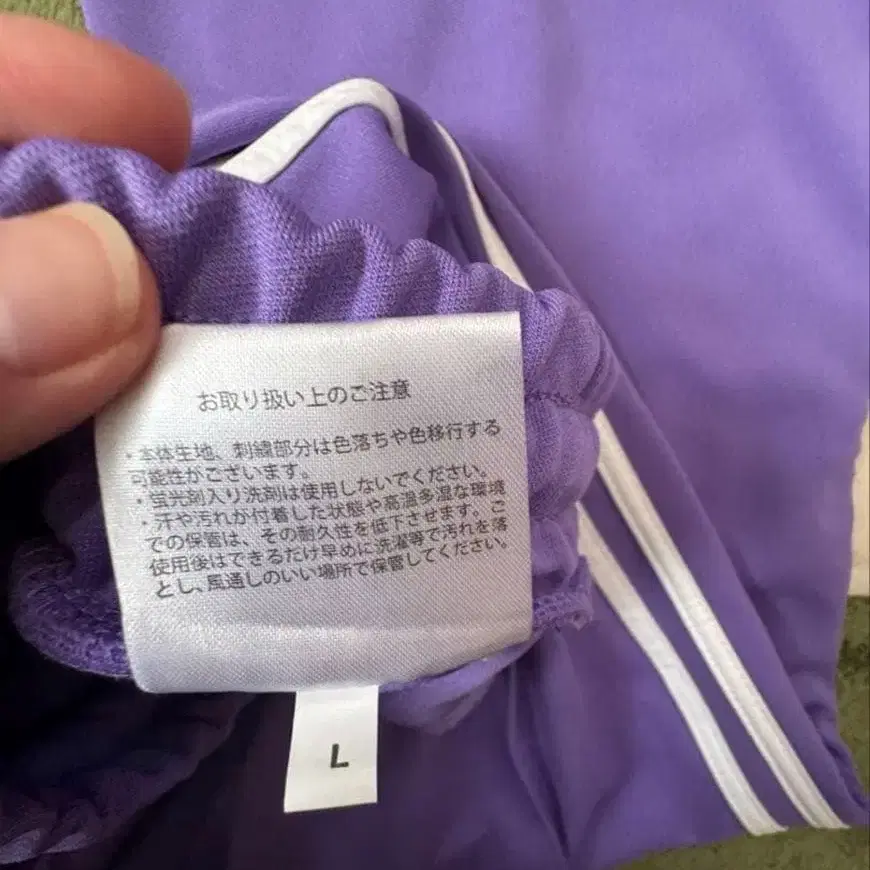 お取り扱い上のご注意
・本体生地、刺繍部分は色落ちや色移行する
可能性がございます。
・蛍光剤入り洗剤は使用しないでください。
・汗や汚れが付着した状態や高温多湿な環境
での保管は、その耐久性を低下させます。ご
使用後はできるだけ早めに洗濯等で汚れを落
とし、風通しのいい場所で保管してください。
L